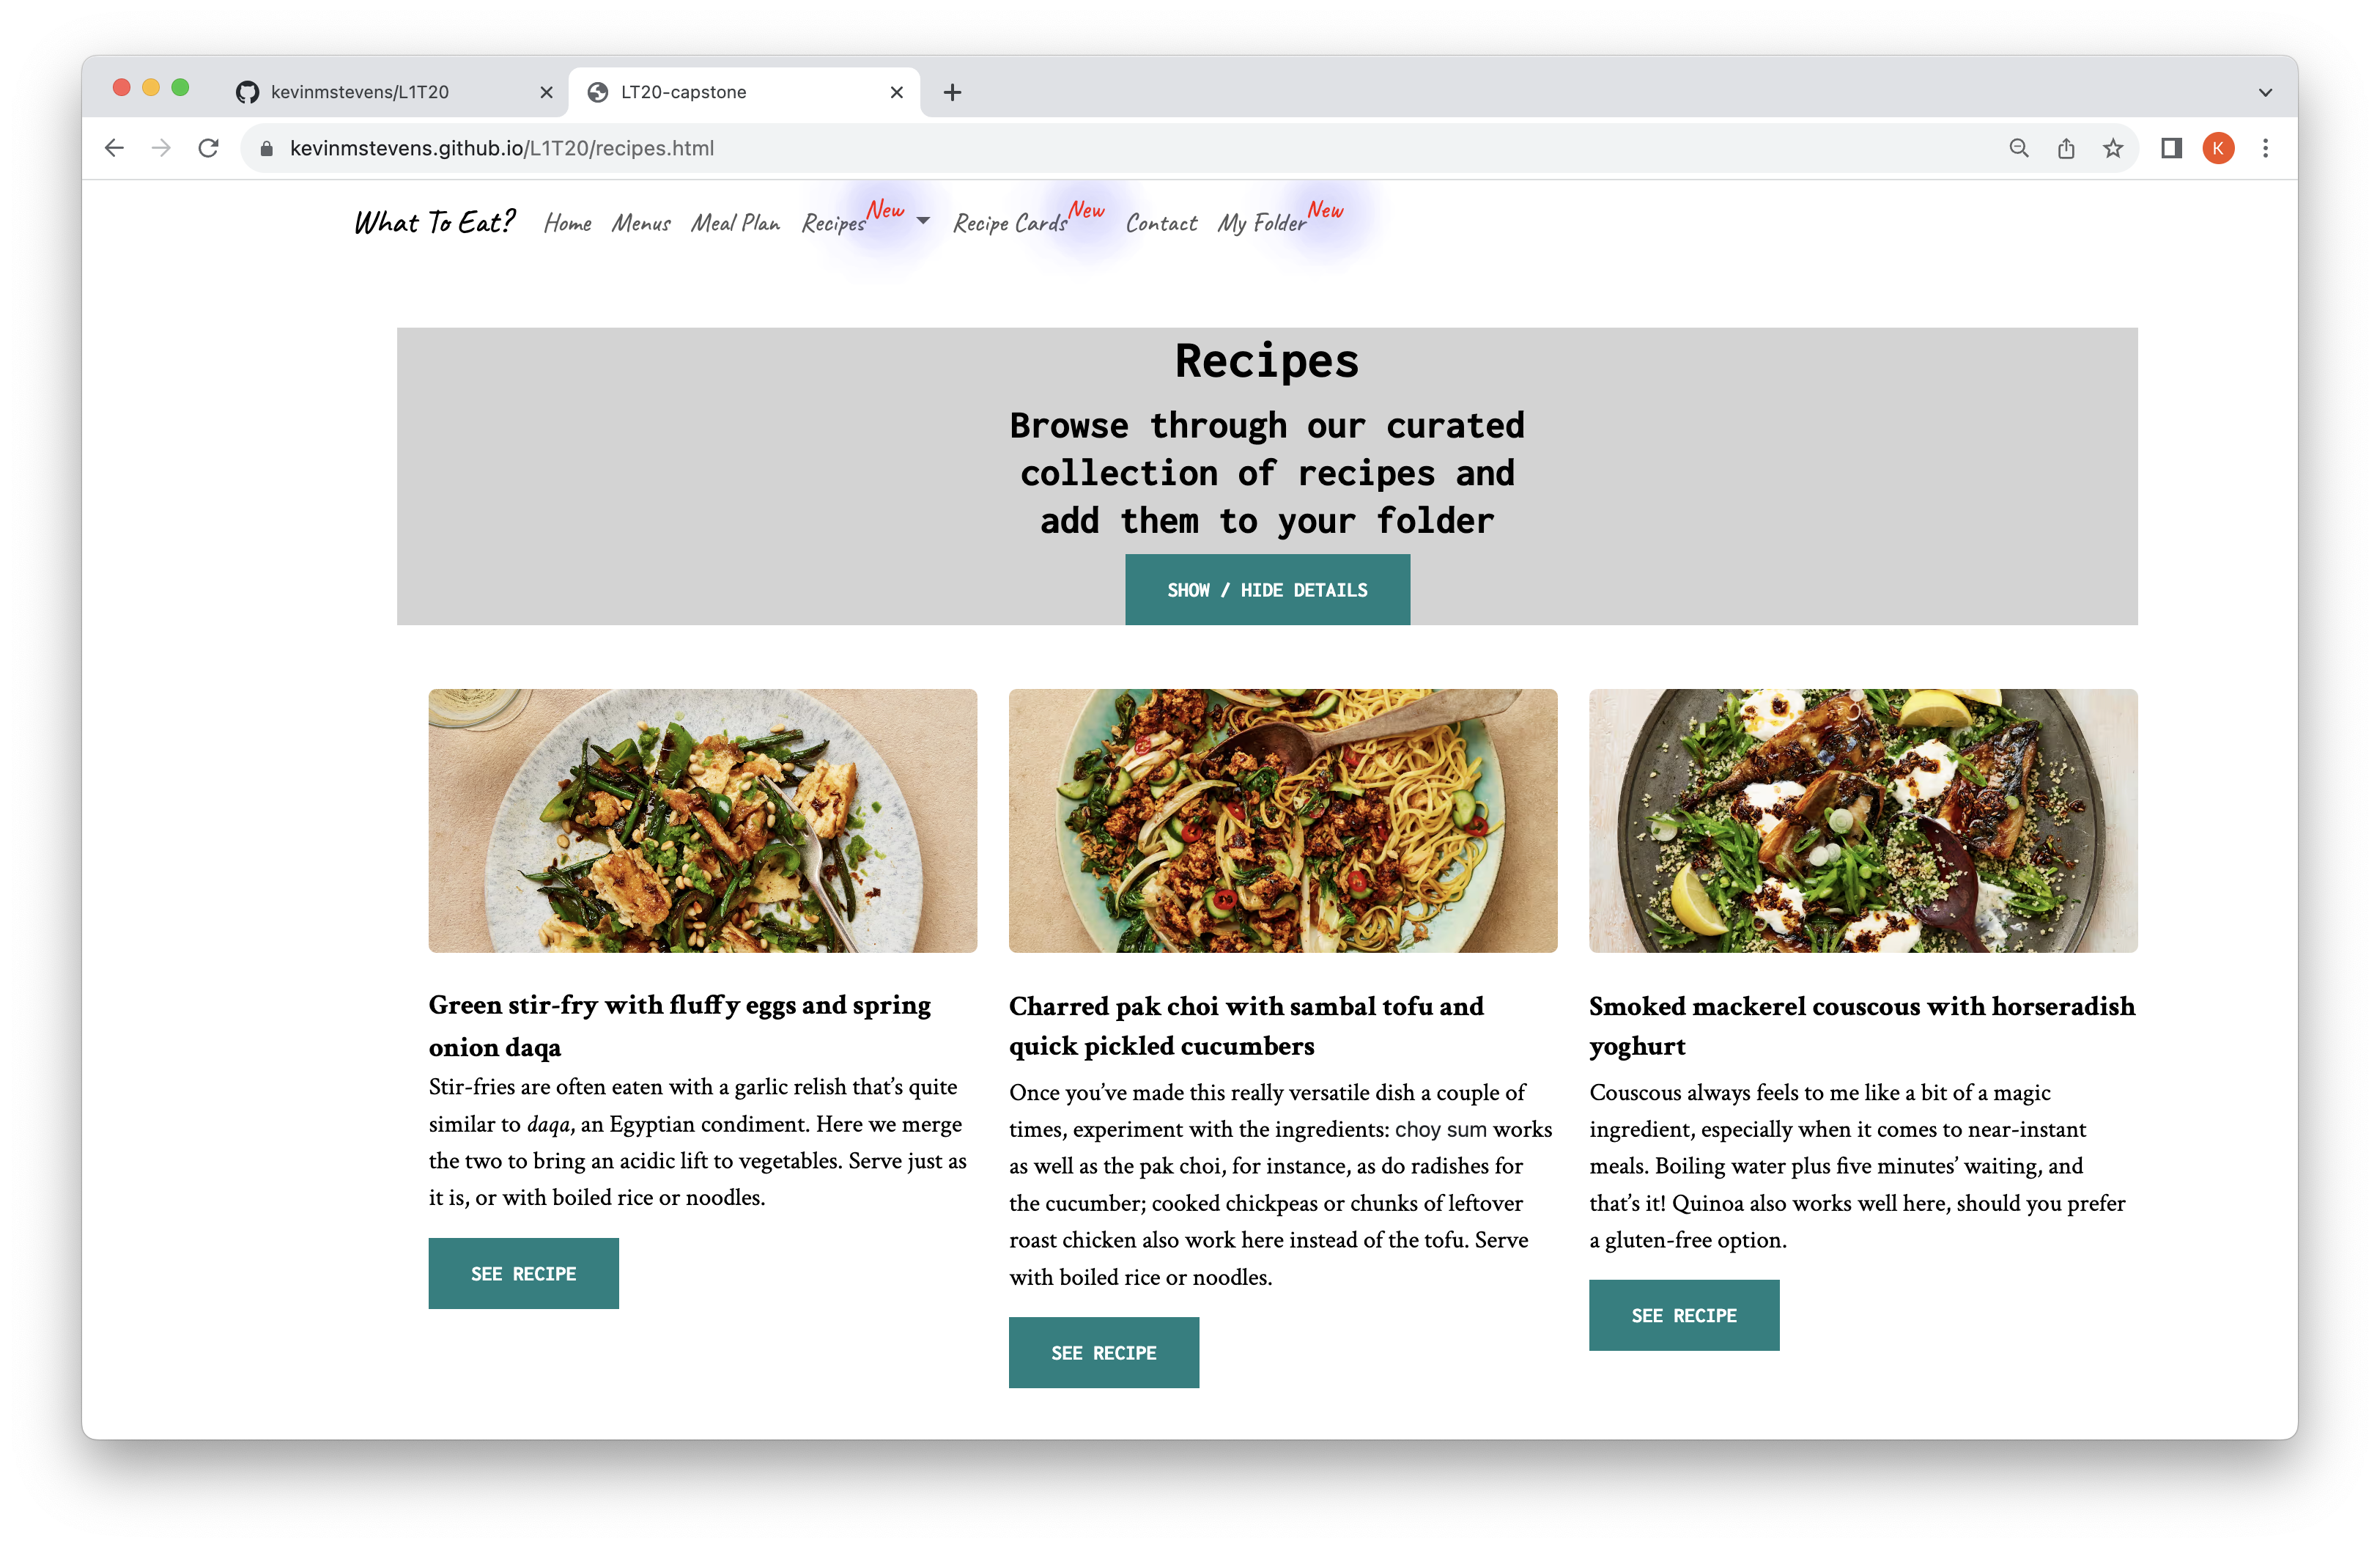 kevinmstevens/L1T20
LT20-capstone
kevinmstevens.github.io/L1T20/recipes.html
K
What To Eat? Home Menus Meal Plan Recipes New Recipe Cards New Contact My Folder New
Recipes
Browse through our curated
collection of recipes and
add them to your folder
SHOW / HIDE DETAILS
Green stir-fry with fluffy eggs and spring
onion daqa
Stir-fries are often eaten with a garlic relish that’s quite
similar to daqa, an Egyptian condiment. Here we merge
the two to bring an acidic lift to vegetables. Serve just as
it is, or with boiled rice or noodles.
SEE RECIPE
Charred pak choi with sambal tofu and
quick pickled cucumbers
Once you’ve made this really versatile dish a couple of
times, experiment with the ingredients: choy sum works
as well as the pak choi, for instance, as do radishes for
the cucumber; cooked chickpeas or chunks of leftover
roast chicken also work here instead of the tofu. Serve
with boiled rice or noodles.
SEE RECIPE
Smoked mackerel couscous with horseradish
yoghurt
Couscous always feels to me like a bit of a magic
ingredient, especially when it comes to near-instant
meals. Boiling water plus five minutes’ waiting, and
that’s it! Quinoa also works well here, should you prefer
a gluten-free option.
SEE RECIPE